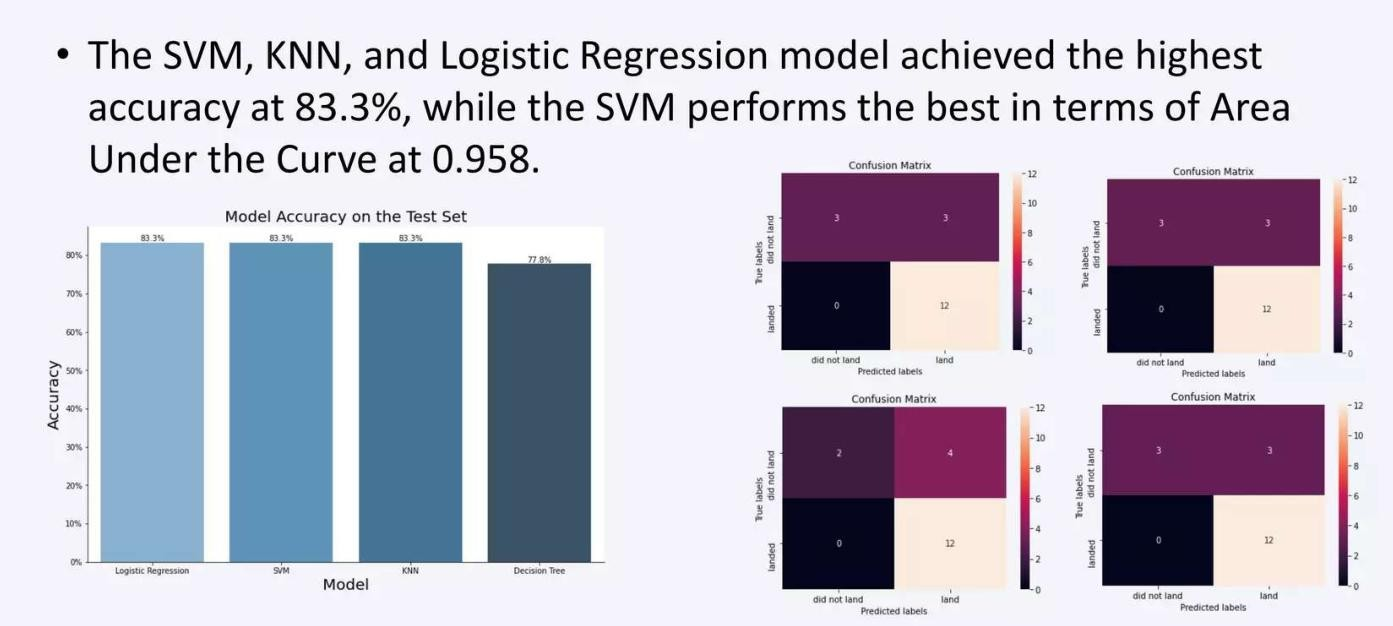 • The SVM, KNN, and Logistic Regression model achieved the highest
accuracy at 83.3%, while the SVM performs the best in terms of Area
Under the Curve at 0.958.
Model Accuracy on the Test Set
83.3%
83.3%
83.3%
77.8%
80%
70%
60%
50%
40%
30%
20%
10%
0%
Accuracy
Logistic Regression
SVM
KNN
Decision Tree
Model
Confusion Matrix
True labels
did not land
landed
3
3
0
12
did not land
land
Predicted labels
12
10
8
6
4
2
0
Confusion Matrix
True labels
did not land
landed
3
3
0
12
did not land
land
Predicted labels
12
10
8
6
4
2
0
Confusion Matrix
True labels
did not land
landed
2
4
0
12
did not land
land
Predicted labels
12
10
8
6
4
2
0
Confusion Matrix
True labels
did not land
landed
3
3
0
12
did not land
land
Predicted labels
12
10
8
6
4
2
0